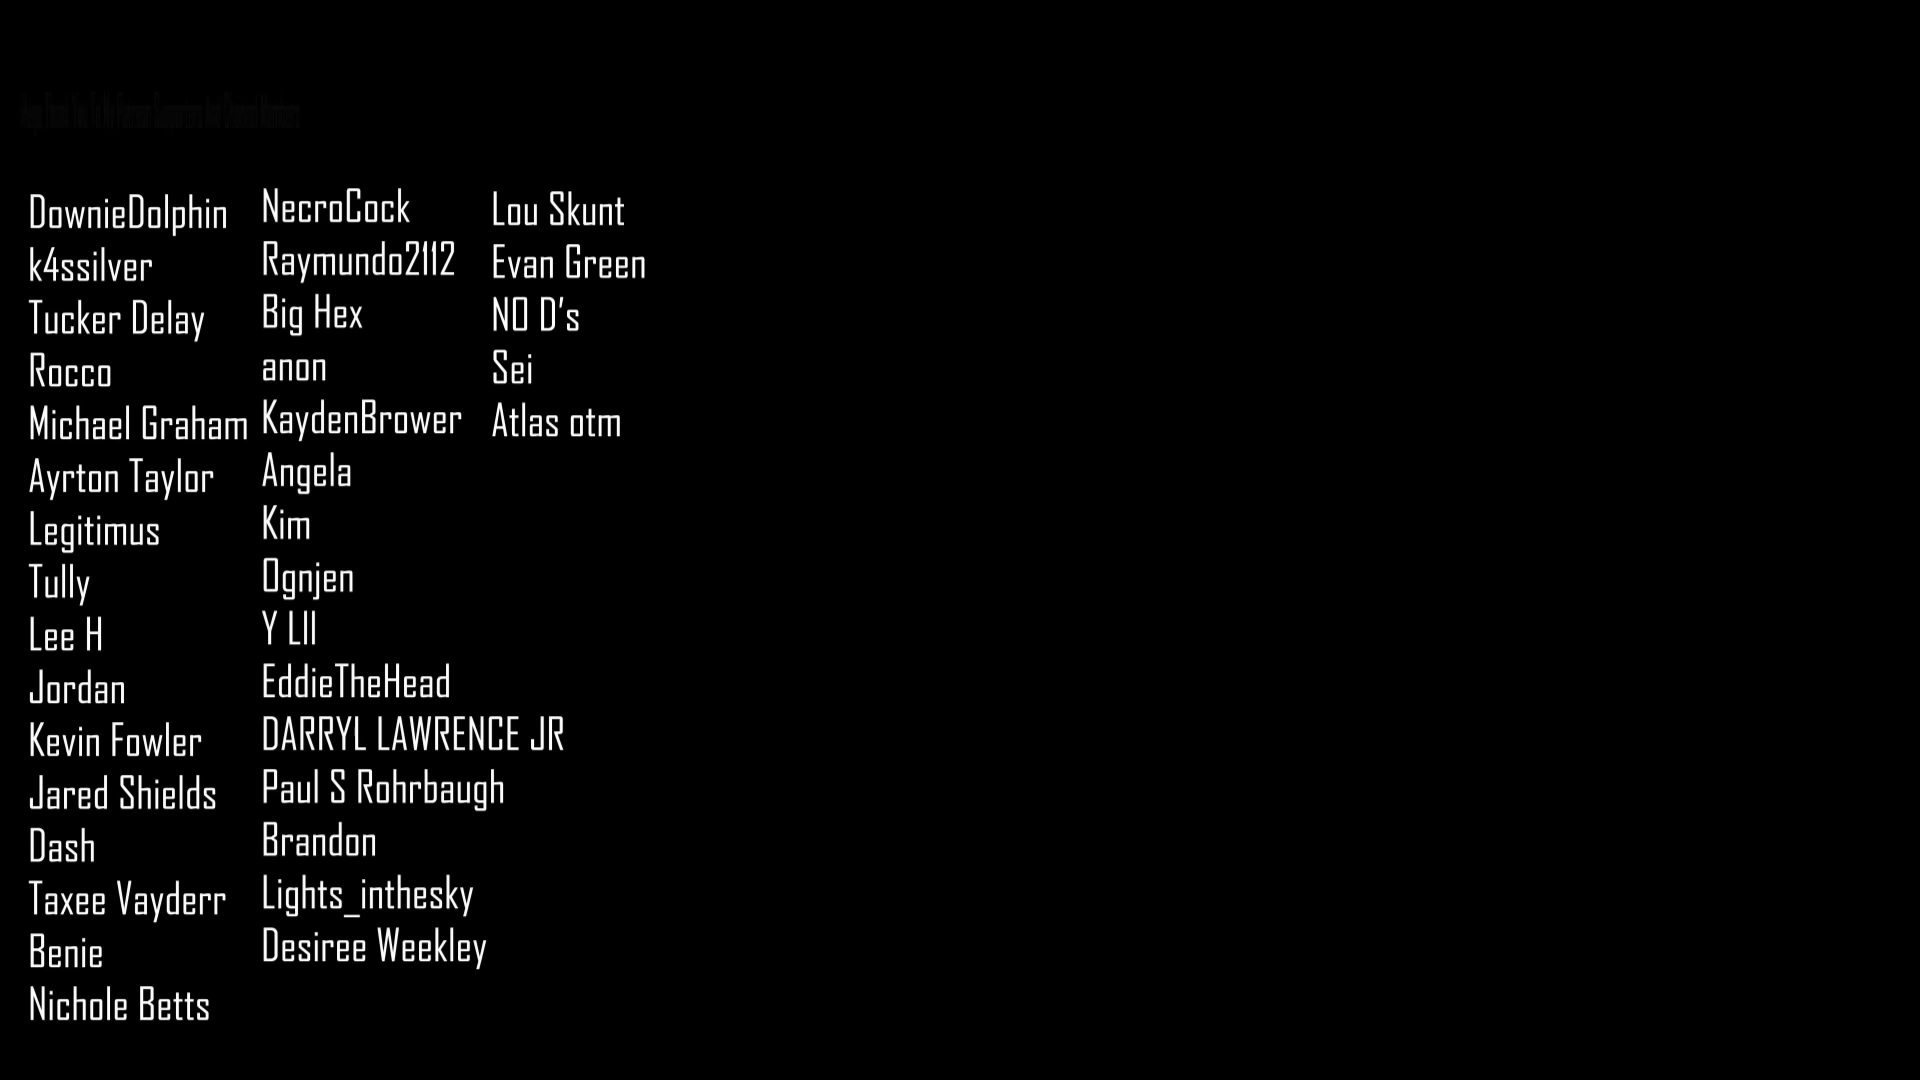 DownieDolphin
k4ssilver
Tucker Delay
Rocco
Michael Graham
Ayrton Taylor
Legitimus
Tully
Lee H
Jordan
Kevin Fowler
Jared Shields
Dash
Taxee Vayderr
Benie
Nichole Betts
NecroCock
Raymundo2112
Big Hex
anon
KaydenBrower
Angela
Kim
Ognjen
Y LII
EddieTheHead
DARRYL LAWRENCE JR
Paul S Rohrbaugh
Brandon
Lights_inthesky
Desiree Weekley
Lou Skunt
Evan Green
NO D's
Sei
Atlas otm